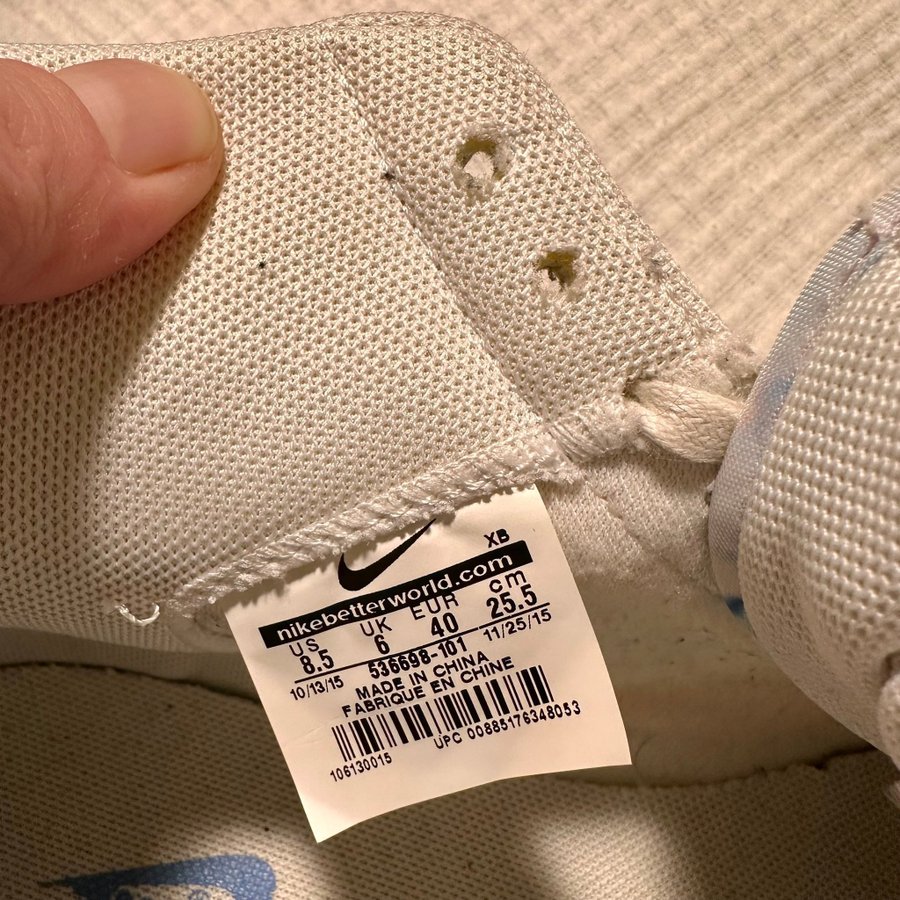 XB
nikebetterworld.com
US UK EUR cm
8.5 6 40 25.5
10/13/15 536698-101 11/25/15
MADE IN CHINA
FABRIQUE EN CHINE
106130015 UPC 00885176348053